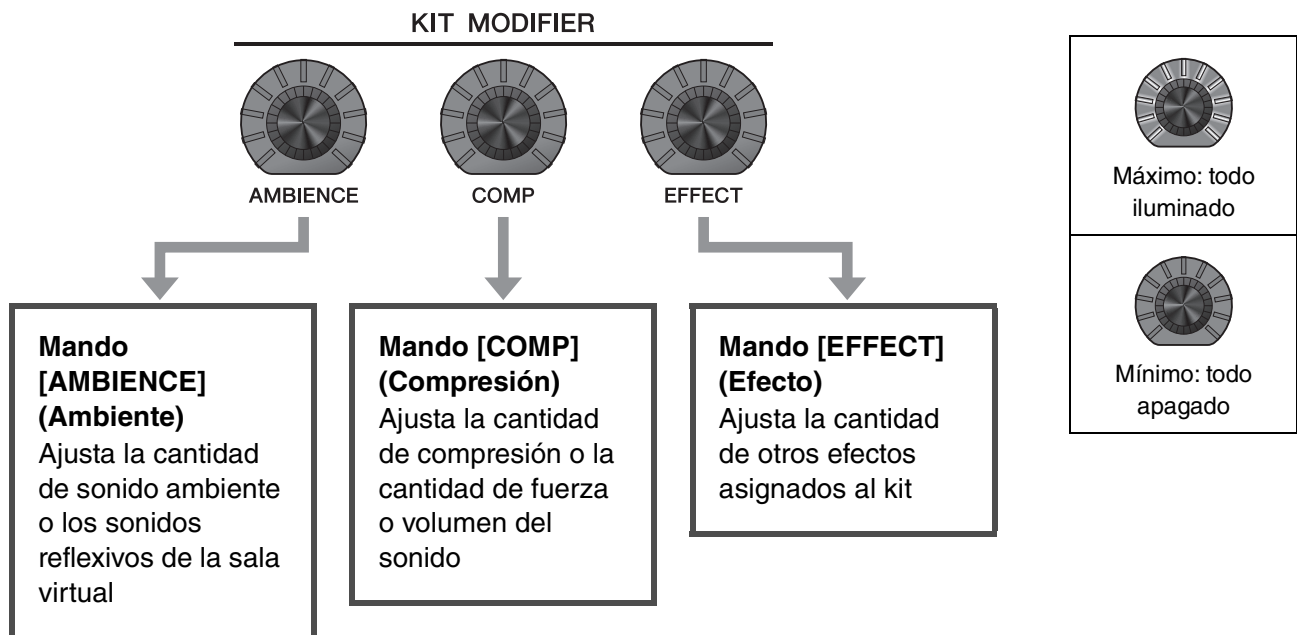 KIT MODIFIER
AMBIENCE
COMP
EFFECT
Mando
[AMBIENCE]
(Ambiente)
Ajusta la cantidad
de sonido ambiente
o los sonidos
reflexivos de la sala
virtual
Mando [COMP]
(Compresión)
Ajusta la cantidad
de compresión o la
cantidad de fuerza
o volumen del
sonido
Mando [EFFECT]
(Efecto)
Ajusta la cantidad
de otros efectos
asignados al kit
Máximo: todo
iluminado
Mínimo: todo
apagado